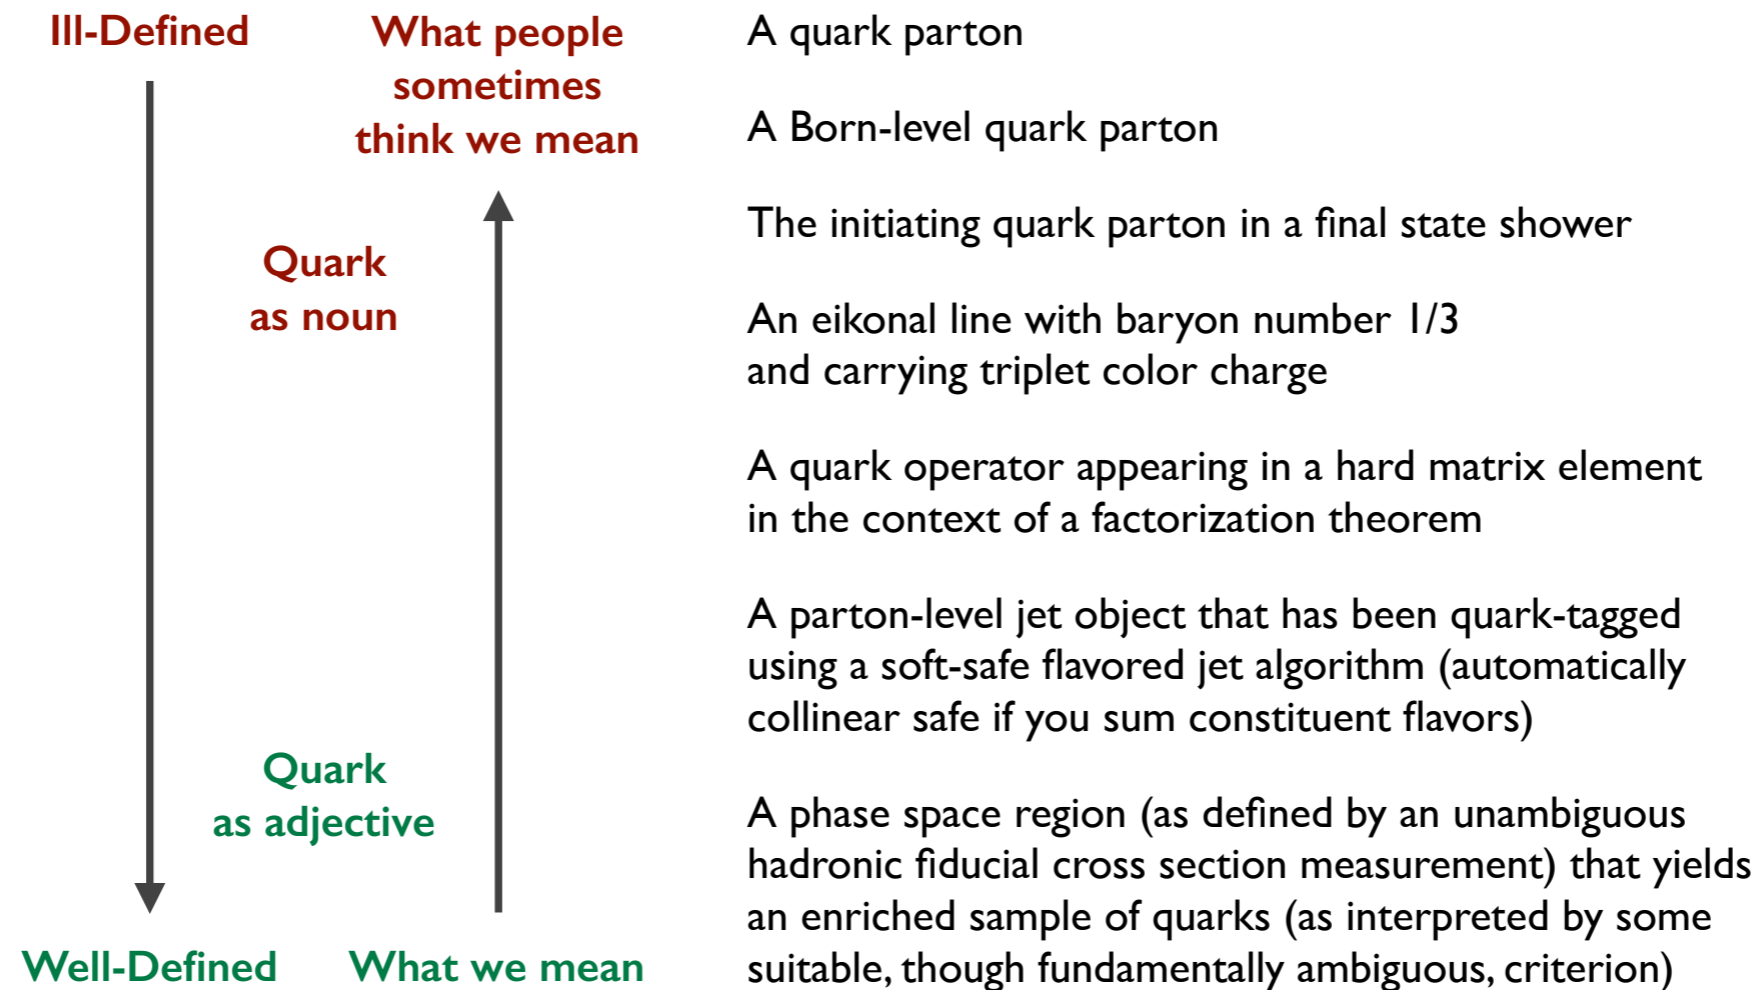 Ill-Defined
What people
sometimes
think we mean
Quark
as noun
Quark
as adjective
Well-Defined
What we mean
A quark parton
A Born-level quark parton
The initiating quark parton in a final state shower
An eikonal line with baryon number 1/3
and carrying triplet color charge
A quark operator appearing in a hard matrix element
in the context of a factorization theorem
A parton-level jet object that has been quark-tagged
using a soft-safe flavored jet algorithm (automatically
collinear safe if you sum constituent flavors)
A phase space region (as defined by an unambiguous
hadronic fiducial cross section measurement) that yields
an enriched sample of quarks (as interpreted by some
suitable, though fundamentally ambiguous, criterion)